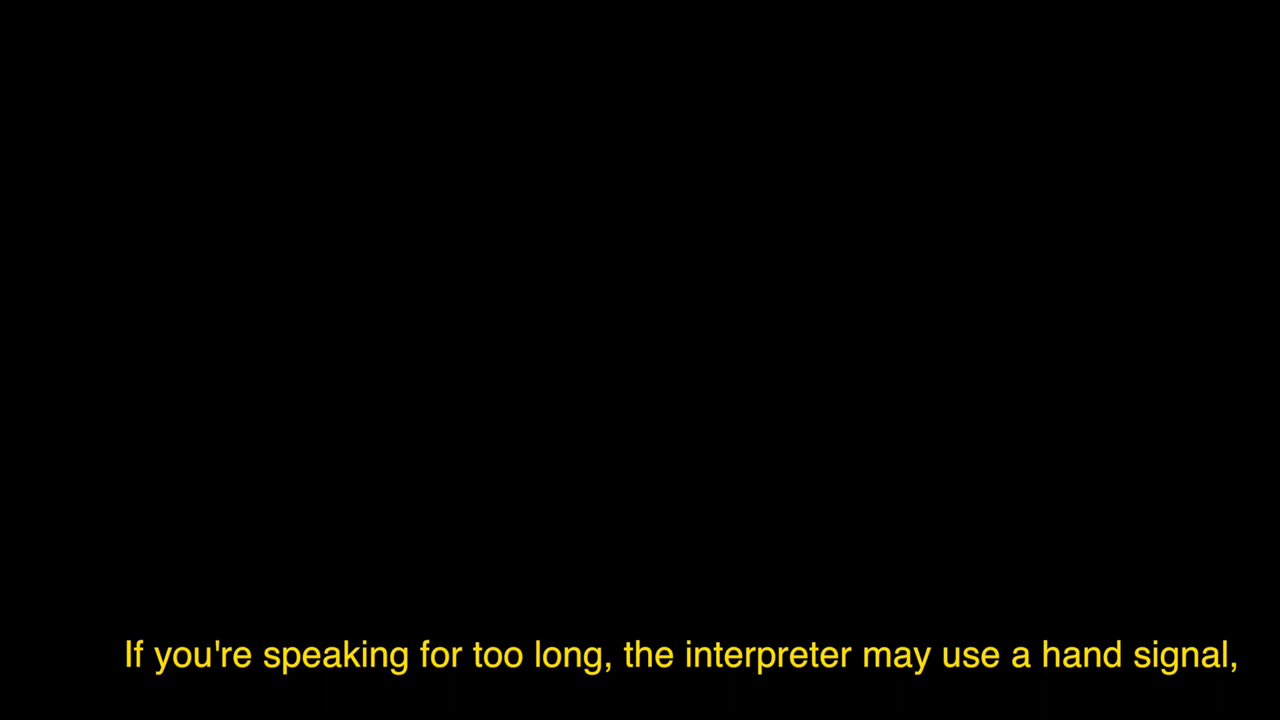 If you're speaking for too long, the interpreter may use a hand signal,